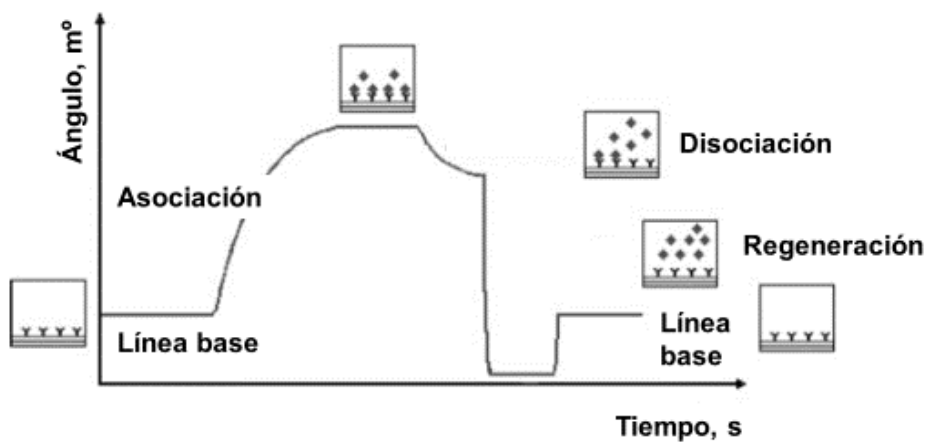 Ángulo, mº
Disociación
Asociación
Regeneración
Línea base
Línea
base
Tiempo, s